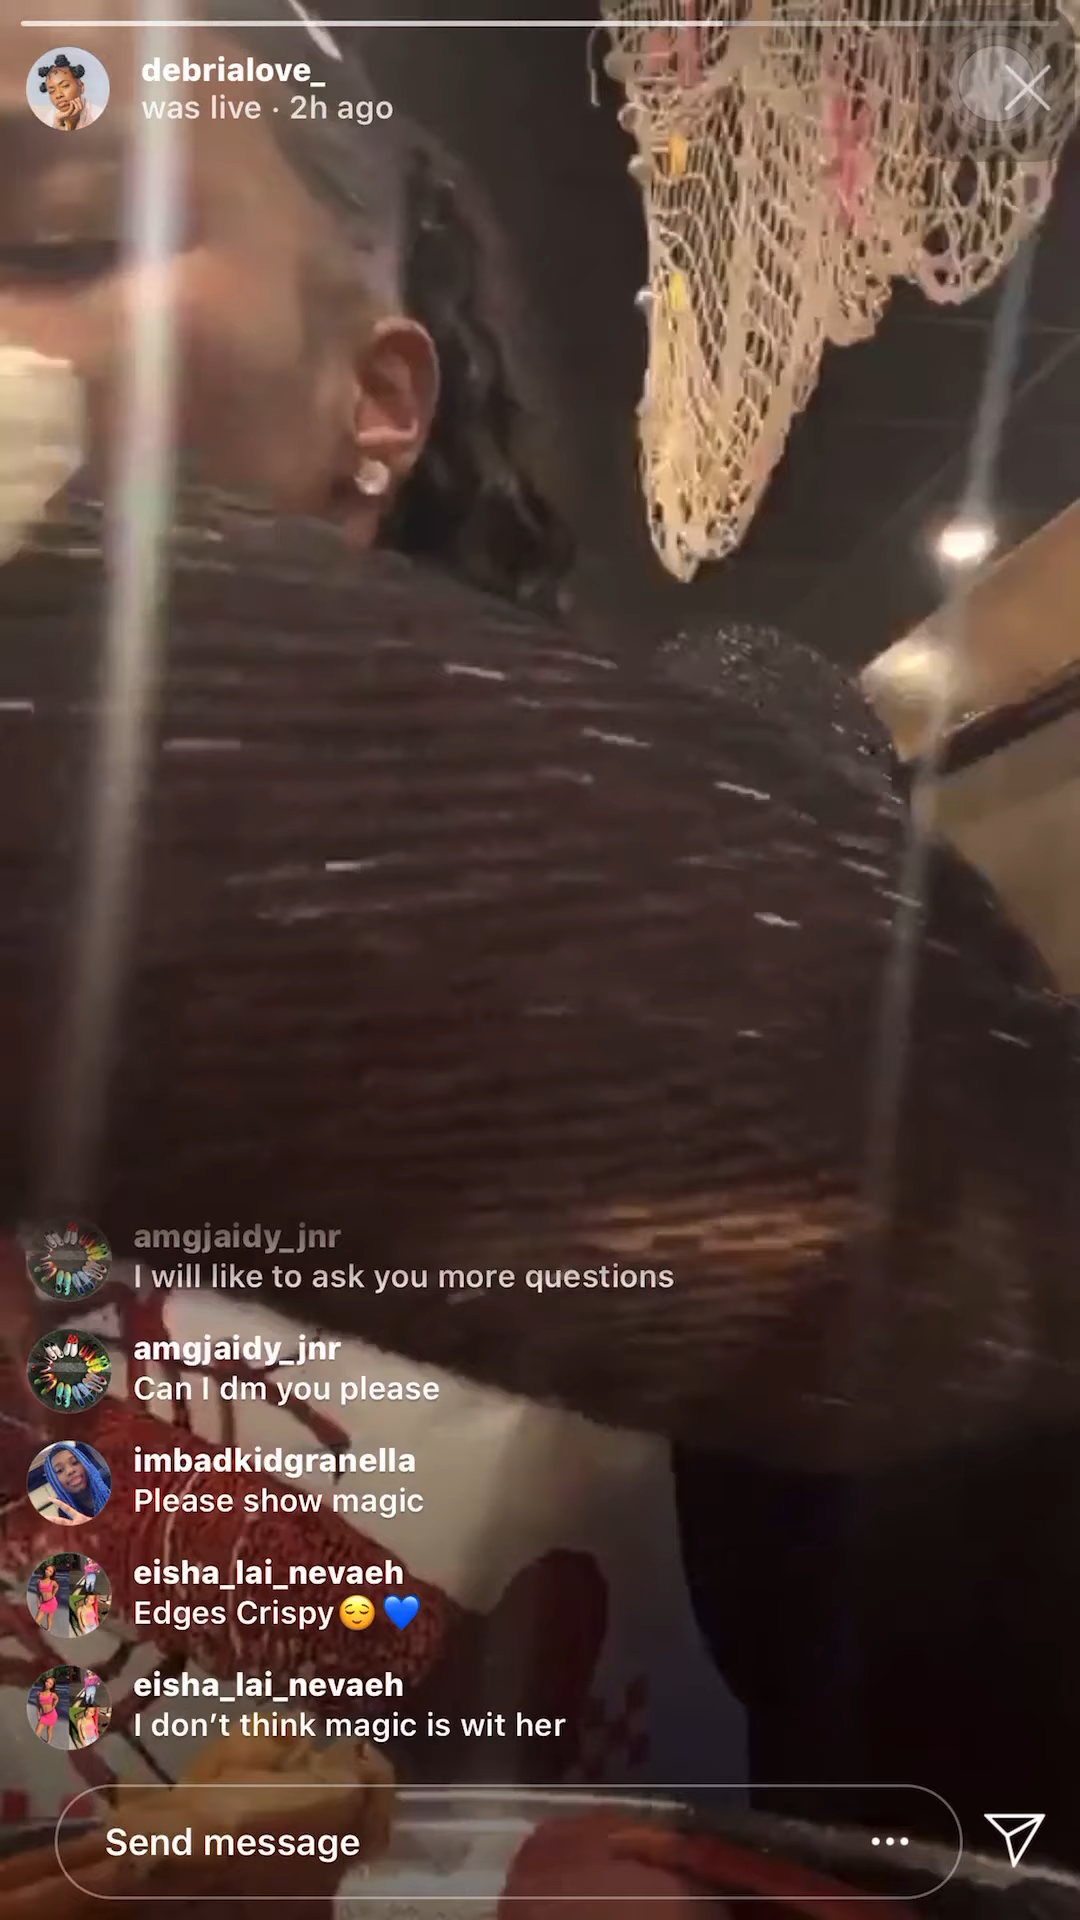 debrialove_
was live · 2h ago
amgjaidy_jnr
I will like to ask you more questions
amgjaidy_jnr
Can I dm you please
imbadkidgranella
Please show magic
eisha_lai_nevaeh
Edges Crispy😌💙
eisha_lai_nevaeh
I don’t think magic is wit her
Send message